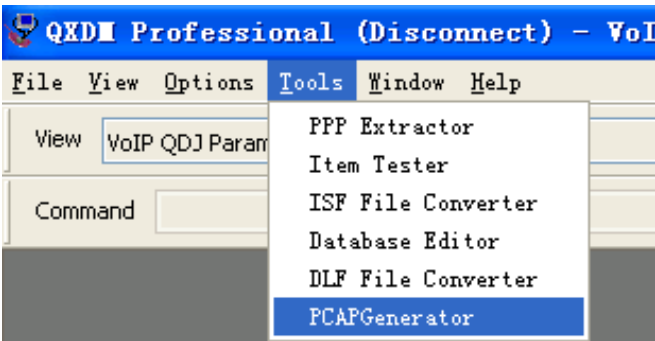 QXDM Professional (Disconnect) - VoI
File View Options Tools Window Help
View VoIP QDJ Param
Command
PPP Extractor
Item Tester
ISF File Converter
Database Editor
DLF File Converter
PCAPGenerator